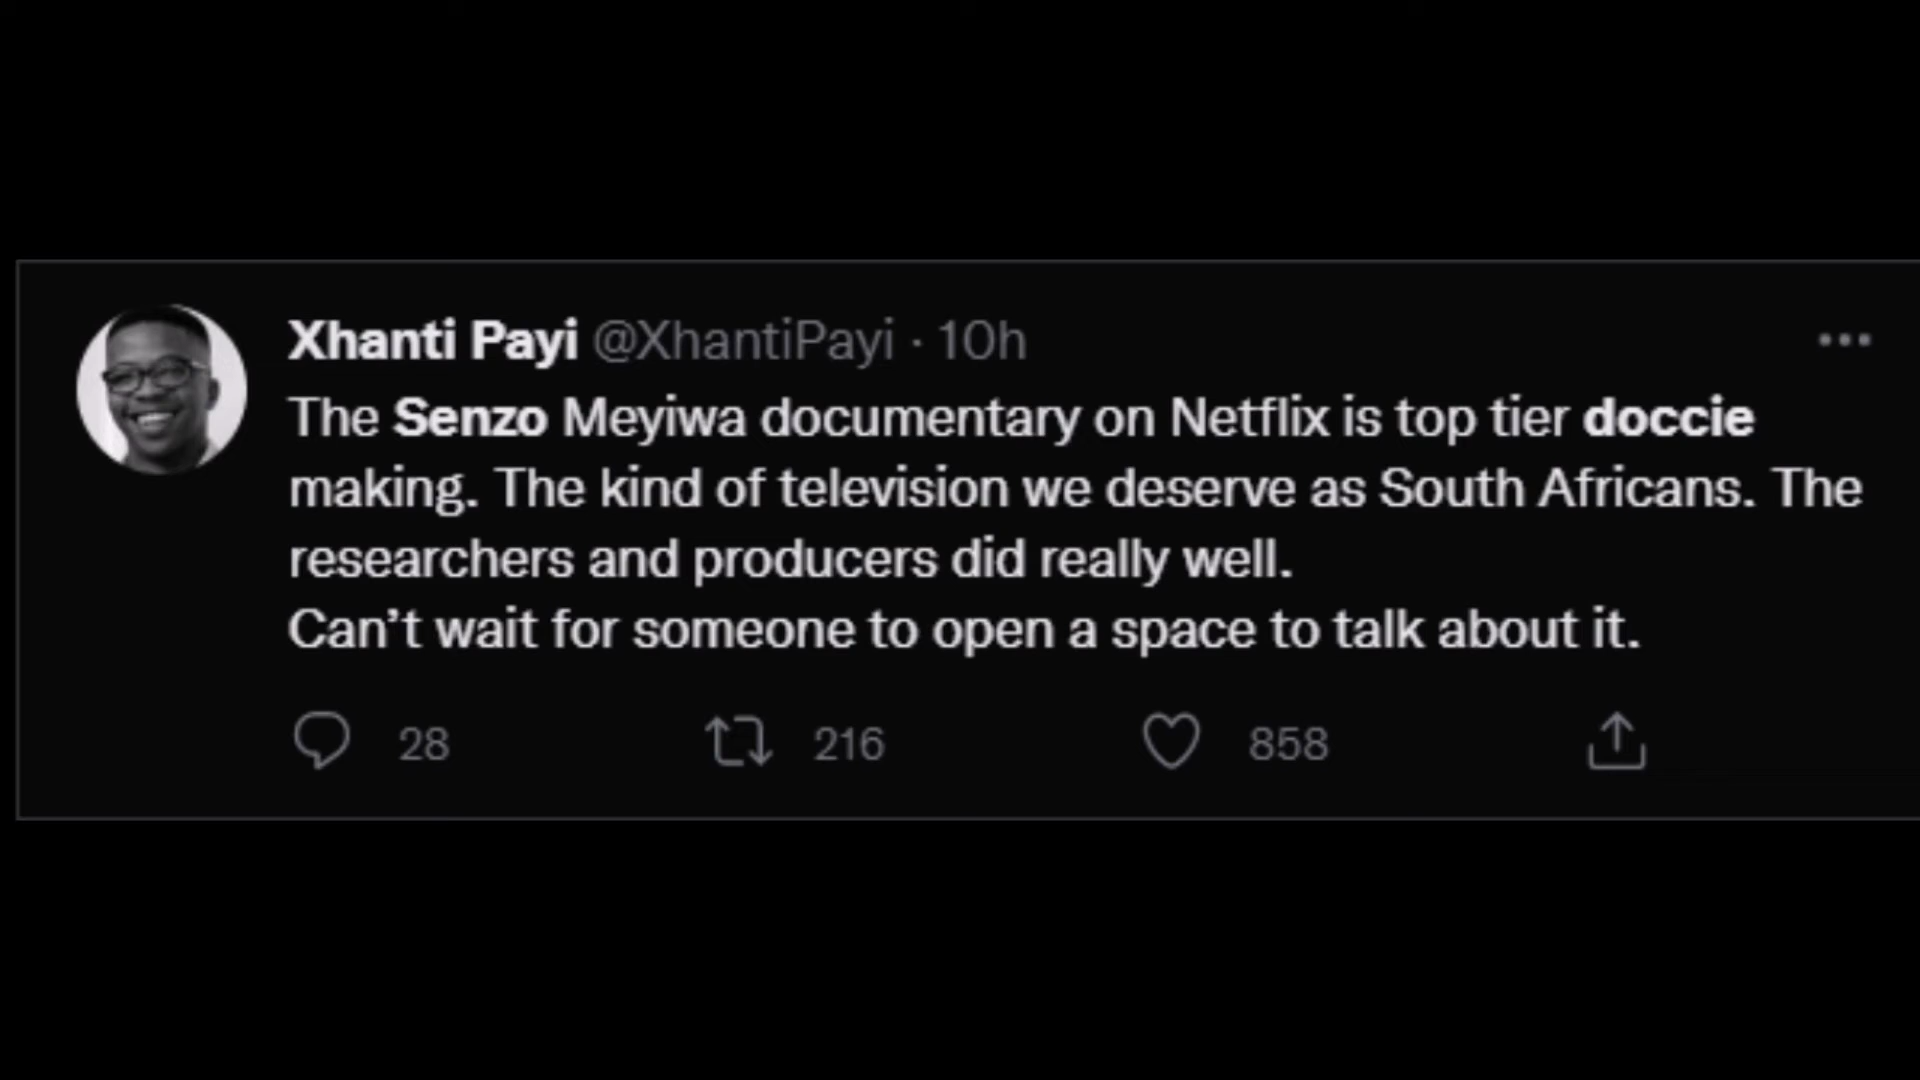 Xhanti Payi @XhantiPayi · 10h
The Senzo Meyiwa documentary on Netflix is top tier doccie
making. The kind of television we deserve as South Africans. The
researchers and producers did really well.
Can’t wait for someone to open a space to talk about it.
28 216 858